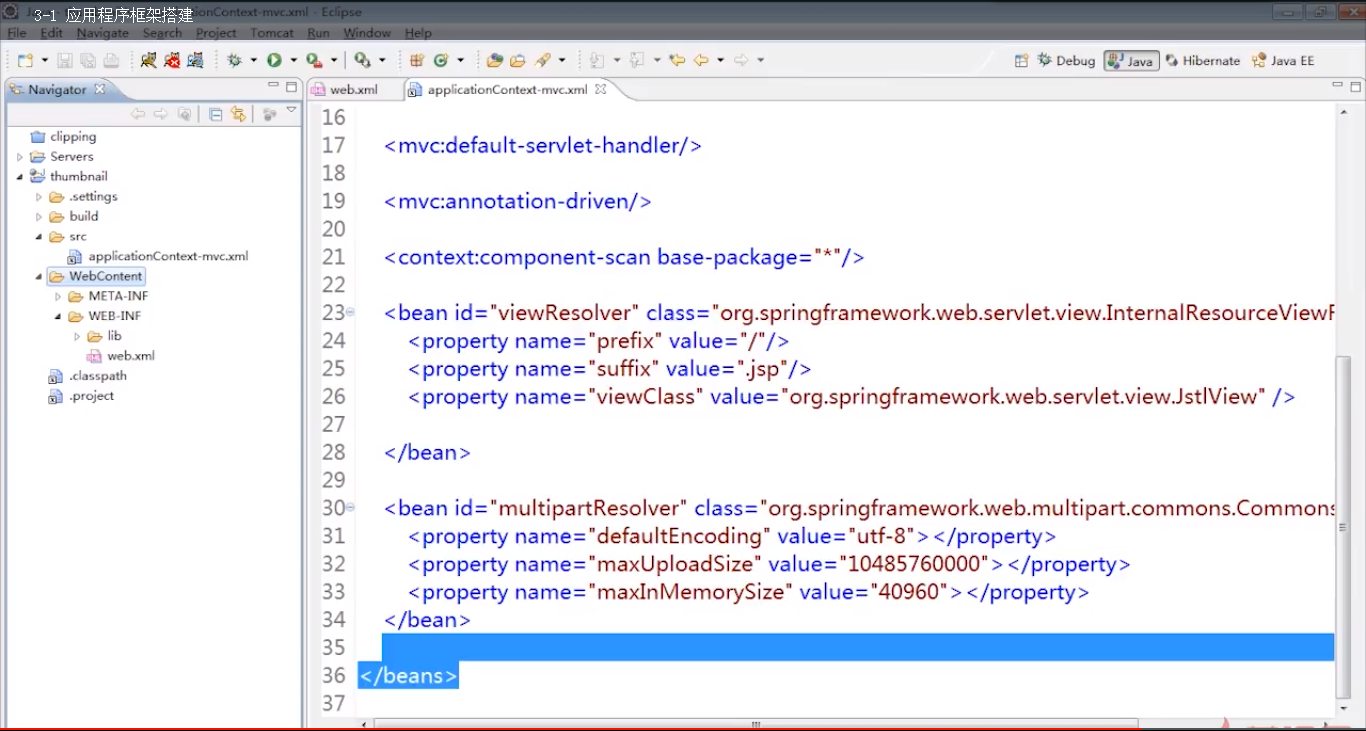 3-1 应用程序框架搭建
ionContext-mvc.xml - Eclipse
File Edit Navigate Search Project Tomcat Run Window Help
Debug Java Hibernate Java EE
Navigator
web.xml
applicationContext-mvc.xml
clipping
Servers
thumbnail
.settings
build
src
applicationContext-mvc.xml
WebContent
META-INF
WEB-INF
lib
web.xml
.classpath
.project
16
17 <mvc:default-servlet-handler/>
18
19 <mvc:annotation-driven/>
20
21 <context:component-scan base-package="*"/>
22
23 <bean id="viewResolver" class="org.springframework.web.servlet.view.InternalResourceViewR
24 <property name="prefix" value="/"/>
25 <property name="suffix" value=".jsp"/>
26 <property name="viewClass" value="org.springframework.web.servlet.view.JstlView" />
27
28 </bean>
29
30 <bean id="multipartResolver" class="org.springframework.web.multipart.commons.Commons
31 <property name="defaultEncoding" value="utf-8"></property>
32 <property name="maxUploadSize" value="10485760000"></property>
33 <property name="maxInMemorySize" value="40960"></property>
34 </bean>
35
36 </beans>
37